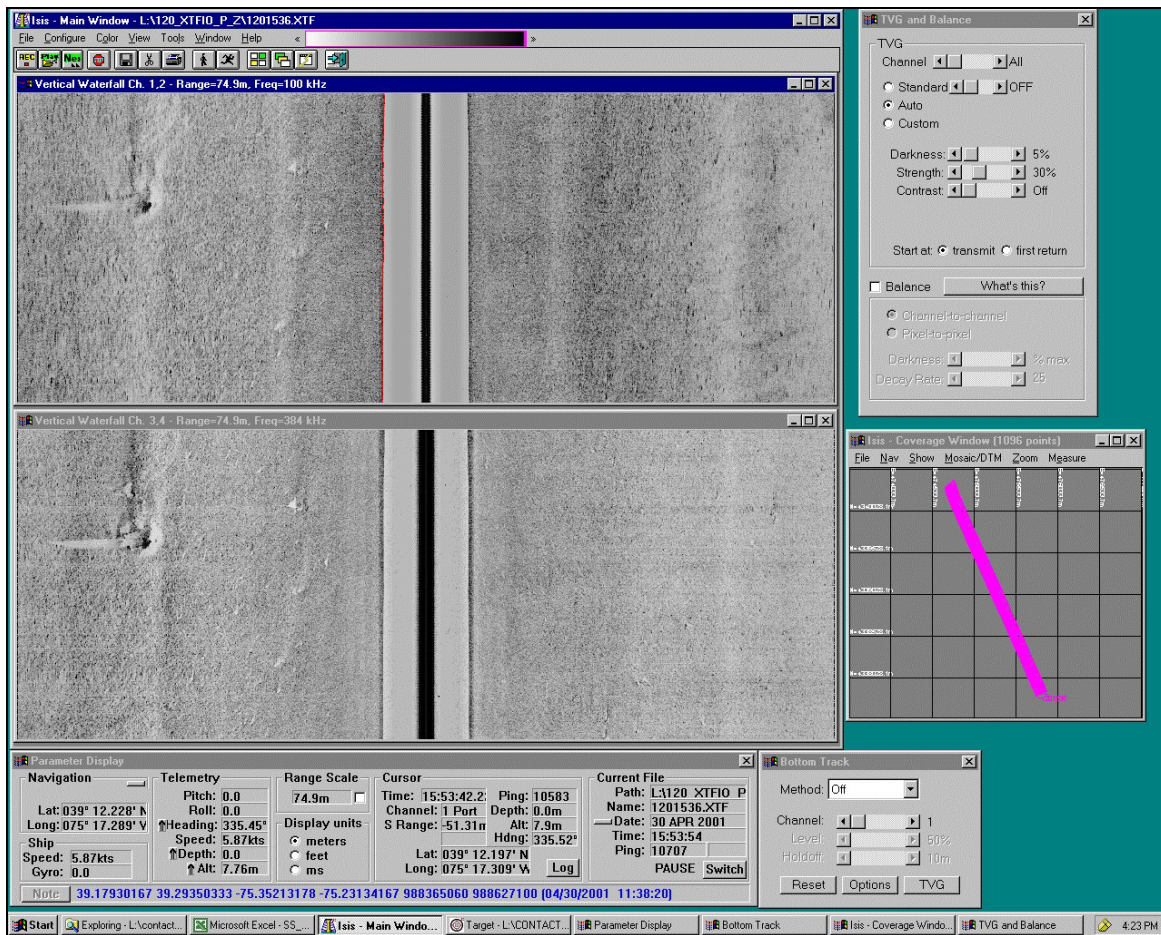 Isis - Main Window - L:\120_XTFIO_P_Z\1201536.XTF
File Configure Color View Tools Window Help « »
REC
Vertical Waterfall Ch. 1,2 - Range=74.9m, Freq=100 kHz
Vertical Waterfall Ch. 3,4 - Range=74.9m, Freq=384 kHz
TVG and Balance
TVG
Channel All
Standard OFF
Auto
Custom
Darkness: 5%
Strength: 30%
Contrast: Off
Start at: transmit first return
Balance What's this?
Channel-to-channel
Pixel-to-pixel
Darkness: % max
Decay Rate: 25
Isis - Coverage Window (1096 points)
File Nav Show Mosaic/DTM Zoom Measure
Parameter Display
Navigation
Lat: 039° 12.228' N
Long: 075° 17.289' W
Ship
Speed: 5.87kts
Gyro: 0.0
Telemetry
Pitch: 0.0
Roll: 0.0
Heading: 335.45°
Speed: 5.87kts
Depth: 0.0
Alt: 7.76m
Range Scale
74.9m
Display units
meters
feet
ms
Cursor
Time: 15:53:42.2 Ping: 10583
Channel: 1 Port Depth: 0.0m
S Range: -51.31m Alt: 7.9m
Hdng: 335.52°
Lat: 039° 12.197' N
Long: 075° 17.309' W Log
Current File
Path: L:\120_XTFIO_P
Name: 1201536.XTF
Date: 30 APR 2001
Time: 15:53:54
Ping: 10707
PAUSE Switch
Note 39.17930167 39.29350333 -75.35213178 -75.23134167 988365060 988627100 (04/30/2001 11:38:20)
Bottom Track
Method: Off
Channel: 1
Level: 50%
Holdoff: 10m
Reset Options TVG
Start Exploring - L:\contact... Microsoft Excel - SS_... Isis - Main Windo... Target - L:\CONTACT... Parameter Display Bottom Track Isis - Coverage Windo... TVG and Balance 4:23 PM